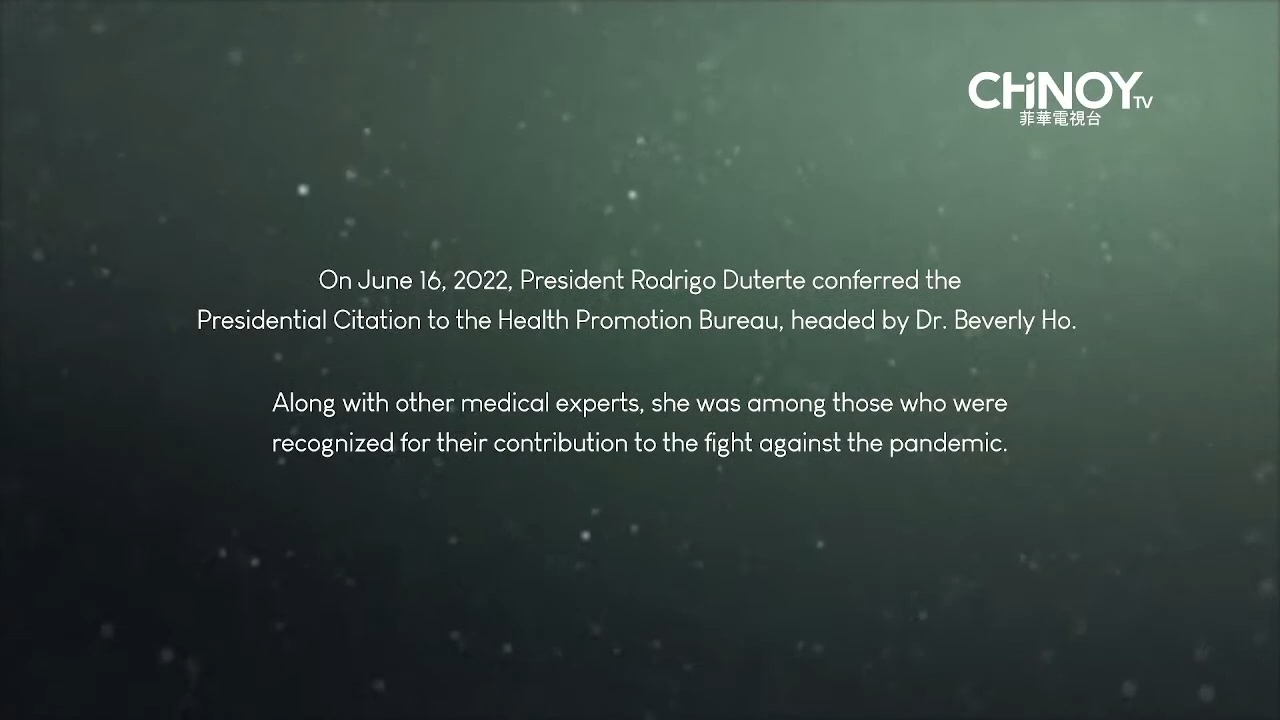 CHiNOY TV
菲華電視台
On June 16, 2022, President Rodrigo Duterte conferred the
Presidential Citation to the Health Promotion Bureau, headed by Dr. Beverly Ho.
Along with other medical experts, she was among those who were
recognized for their contribution to the fight against the pandemic.